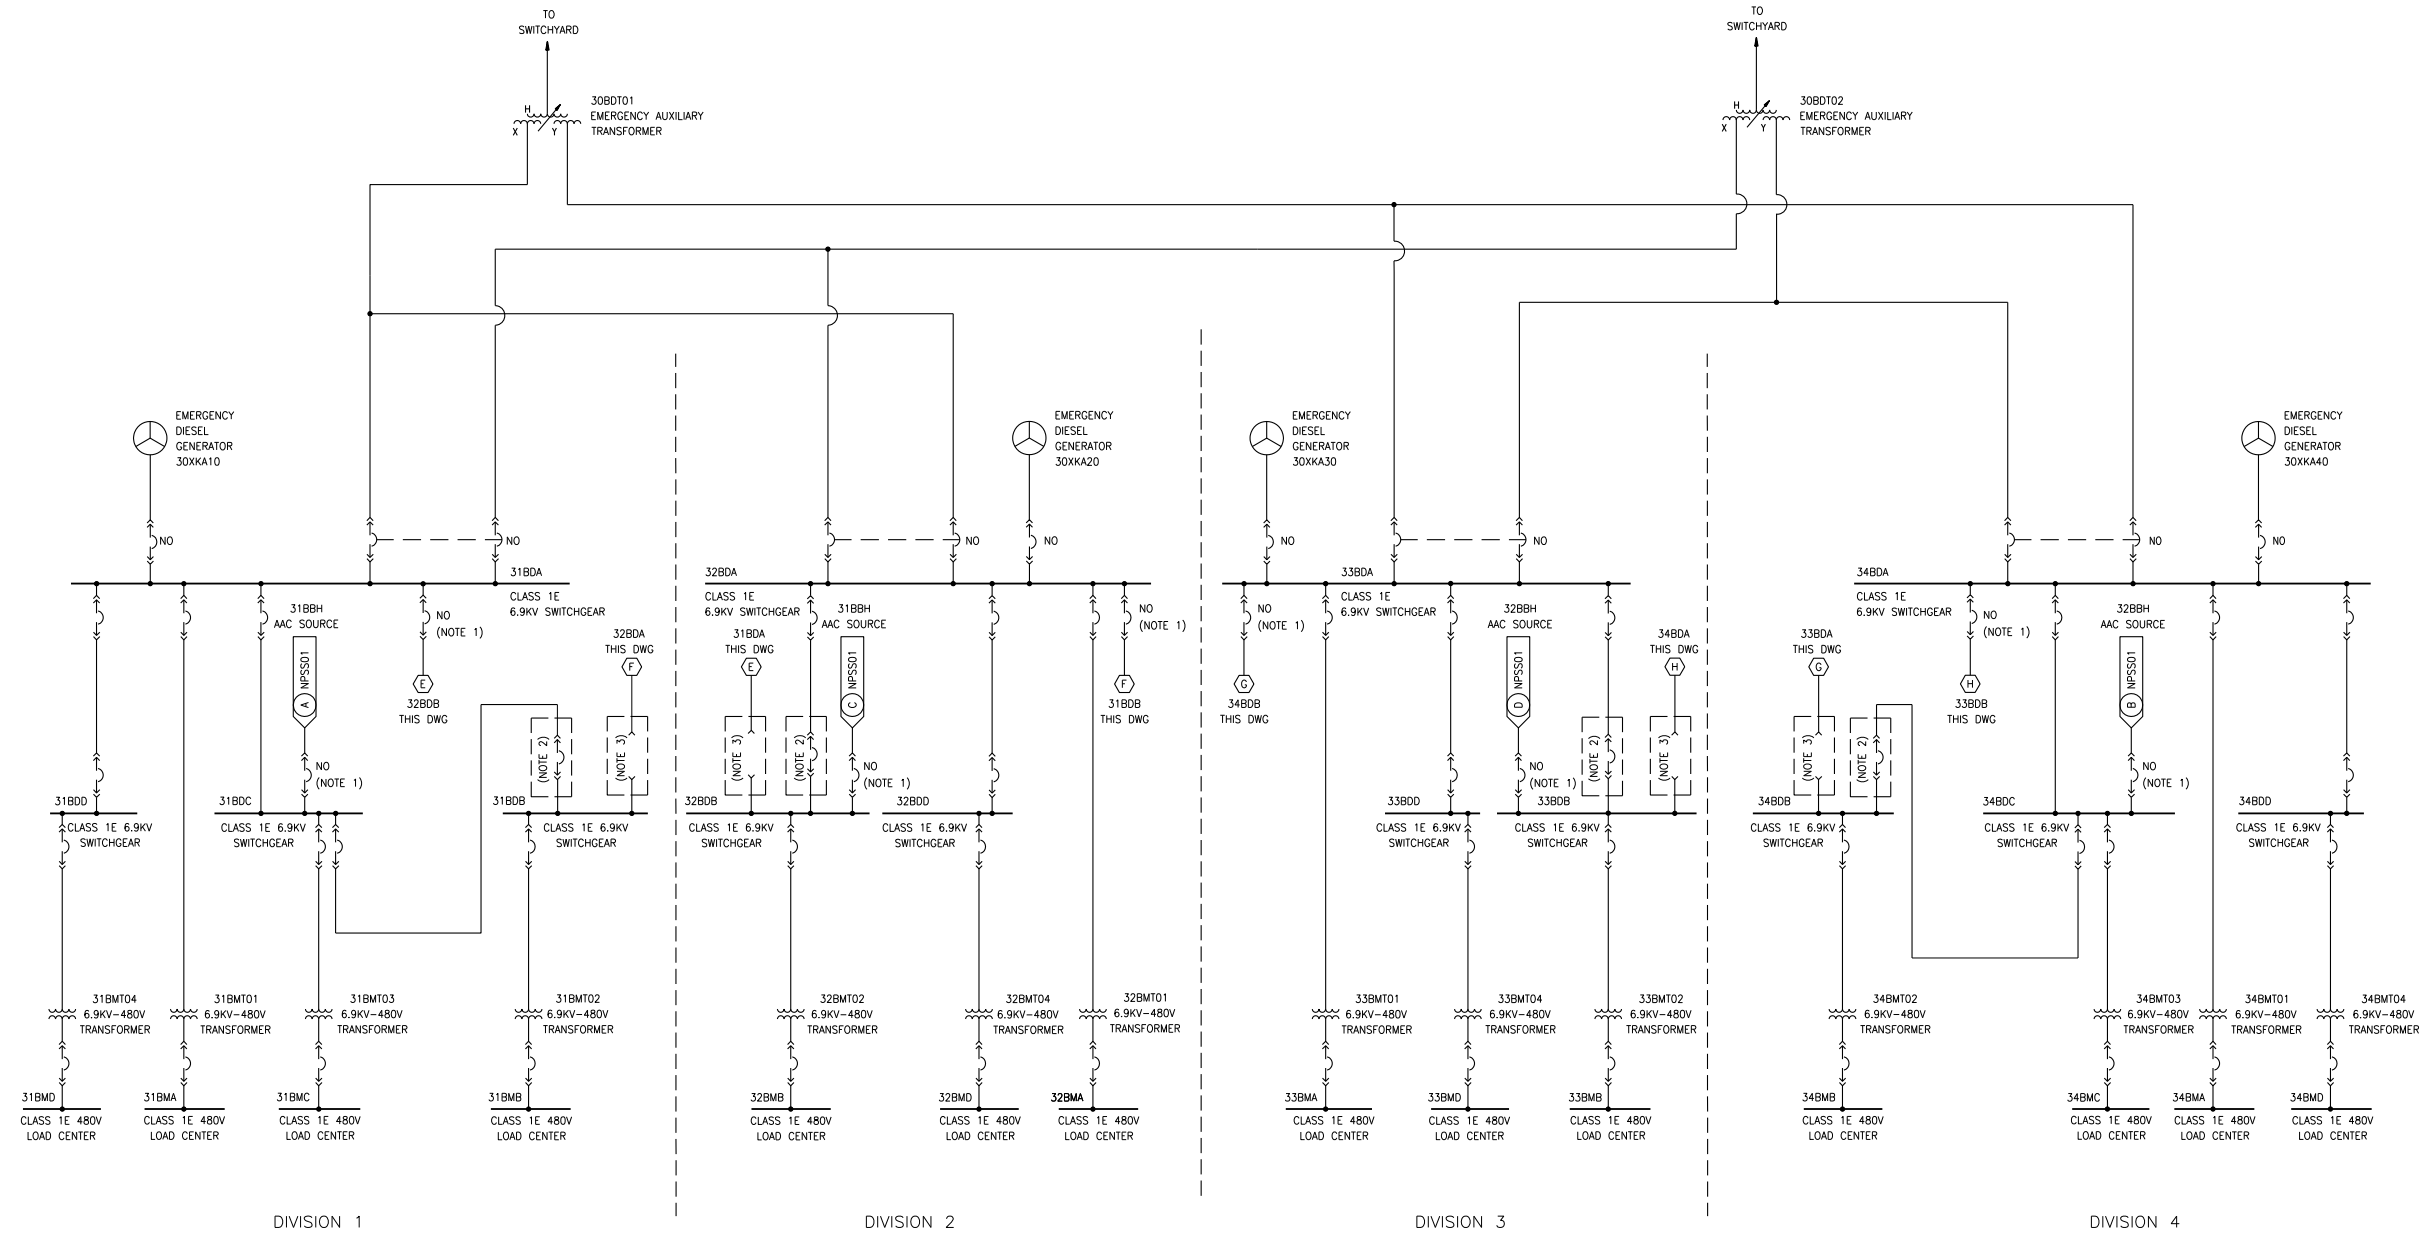 TO
SWITCHYARD
H
X
Y
30BDT01
EMERGENCY AUXILIARY
TRANSFORMER
TO
SWITCHYARD
H
X
Y
30BDT02
EMERGENCY AUXILIARY
TRANSFORMER
EMERGENCY
DIESEL
GENERATOR
30XKA10
NO
NO
31BDA
CLASS 1E
6.9KV SWITCHGEAR
31BBH
AAC SOURCE
A
NPSS01
NO
(NOTE 1)
NO
(NOTE 1)
E
32BDB
THIS DWG
32BDA
THIS DWG
F
(NOTE 2)
(NOTE 3)
31BDD
CLASS 1E 6.9KV
SWITCHGEAR
31BDC
CLASS 1E 6.9KV
SWITCHGEAR
31BDB
CLASS 1E 6.9KV
SWITCHGEAR
31BMT04
6.9KV-480V
TRANSFORMER
31BMT01
6.9KV-480V
TRANSFORMER
31BMT03
6.9KV-480V
TRANSFORMER
31BMT02
6.9KV-480V
TRANSFORMER
31BMD
CLASS 1E 480V
LOAD CENTER
31BMA
CLASS 1E 480V
LOAD CENTER
31BMC
CLASS 1E 480V
LOAD CENTER
31BMB
CLASS 1E 480V
LOAD CENTER
DIVISION 1
EMERGENCY
DIESEL
GENERATOR
30XKA20
NO
NO
32BDA
CLASS 1E
6.9KV SWITCHGEAR
31BDA
THIS DWG
E
31BBH
AAC SOURCE
C
NPSS01
NO
(NOTE 1)
NO
(NOTE 1)
F
31BDB
THIS DWG
(NOTE 3)
(NOTE 2)
32BDB
CLASS 1E 6.9KV
SWITCHGEAR
32BDD
CLASS 1E 6.9KV
SWITCHGEAR
32BMT02
6.9KV-480V
TRANSFORMER
32BMT04
6.9KV-480V
TRANSFORMER
32BMT01
6.9KV-480V
TRANSFORMER
32BMB
CLASS 1E 480V
LOAD CENTER
32BMD
CLASS 1E 480V
LOAD CENTER
32BMA
CLASS 1E 480V
LOAD CENTER
DIVISION 2
EMERGENCY
DIESEL
GENERATOR
30XKA30
NO
NO
33BDA
CLASS 1E
6.9KV SWITCHGEAR
NO
(NOTE 1)
G
34BDB
THIS DWG
32BBH
AAC SOURCE
D
NPSS01
NO
(NOTE 1)
34BDA
THIS DWG
H
(NOTE 2)
(NOTE 3)
33BDD
CLASS 1E 6.9KV
SWITCHGEAR
33BDB
CLASS 1E 6.9KV
SWITCHGEAR
33BMT01
6.9KV-480V
TRANSFORMER
33BMT04
6.9KV-480V
TRANSFORMER
33BMT02
6.9KV-480V
TRANSFORMER
33BMA
CLASS 1E 480V
LOAD CENTER
33BMD
CLASS 1E 480V
LOAD CENTER
33BMB
CLASS 1E 480V
LOAD CENTER
DIVISION 3
EMERGENCY
DIESEL
GENERATOR
30XKA40
NO
NO
34BDA
CLASS 1E
6.9KV SWITCHGEAR
33BDA
THIS DWG
G
NO
(NOTE 1)
H
33BDB
THIS DWG
32BBH
AAC SOURCE
B
NPSS01
NO
(NOTE 1)
(NOTE 3)
(NOTE 2)
34BDB
CLASS 1E 6.9KV
SWITCHGEAR
34BDC
CLASS 1E 6.9KV
SWITCHGEAR
34BDD
CLASS 1E 6.9KV
SWITCHGEAR
34BMT02
6.9KV-480V
TRANSFORMER
34BMT03
6.9KV-480V
TRANSFORMER
34BMT01
6.9KV-480V
TRANSFORMER
34BMT04
6.9KV-480V
TRANSFORMER
34BMB
CLASS 1E 480V
LOAD CENTER
34BMC
CLASS 1E 480V
LOAD CENTER
34BMA
CLASS 1E 480V
LOAD CENTER
34BMD
CLASS 1E 480V
LOAD CENTER
DIVISION 4